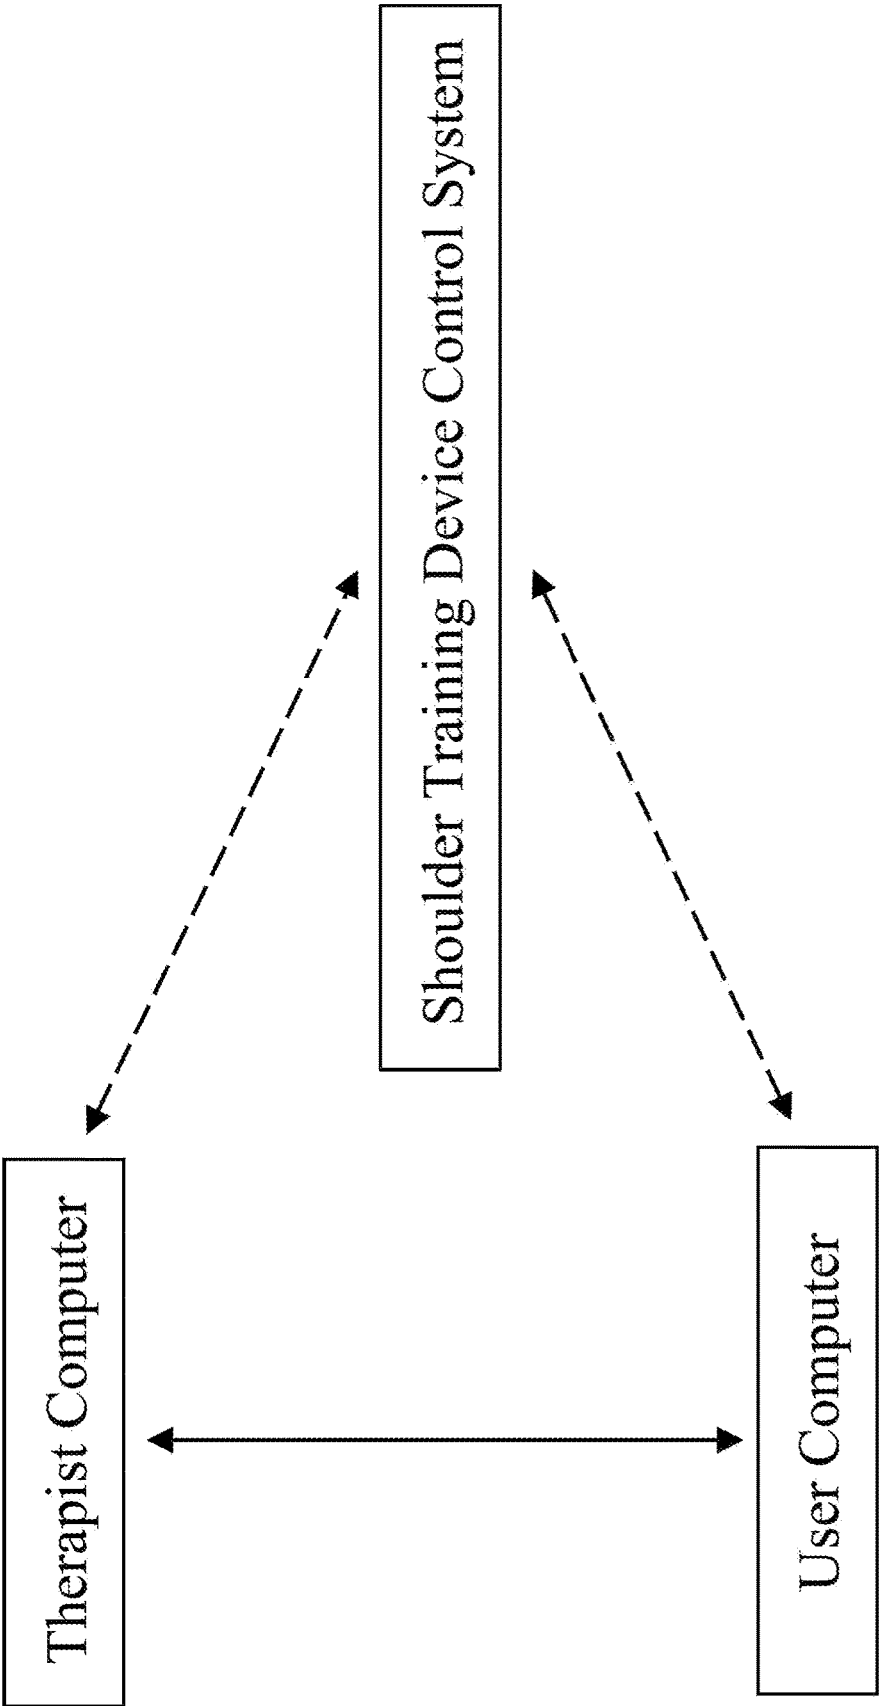 Therapist Computer
Shoulder Training Device Control System
User Computer